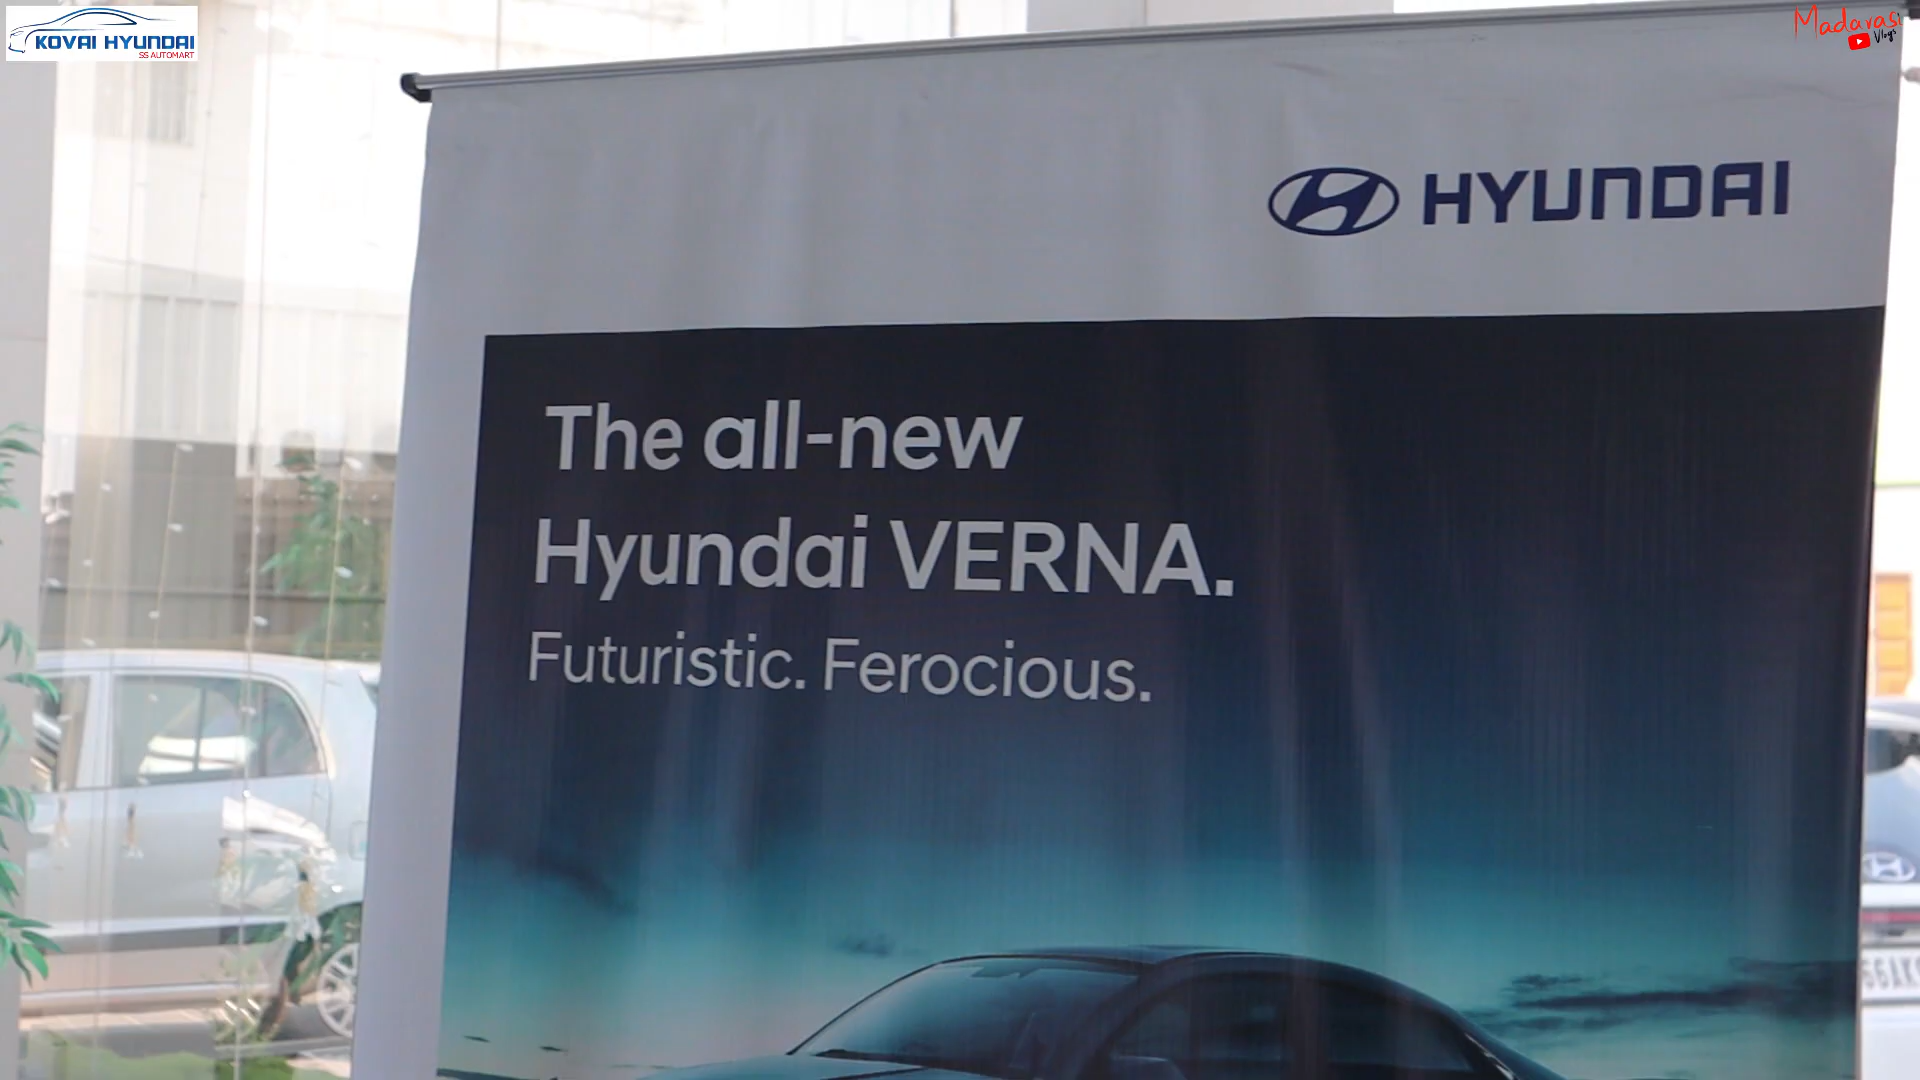 KOVAI HYUNDAI
SS AUTOMART
Madarasi
Vlogs
HYUNDAI
The all-new
Hyundai VERNA.
Futuristic. Ferocious.